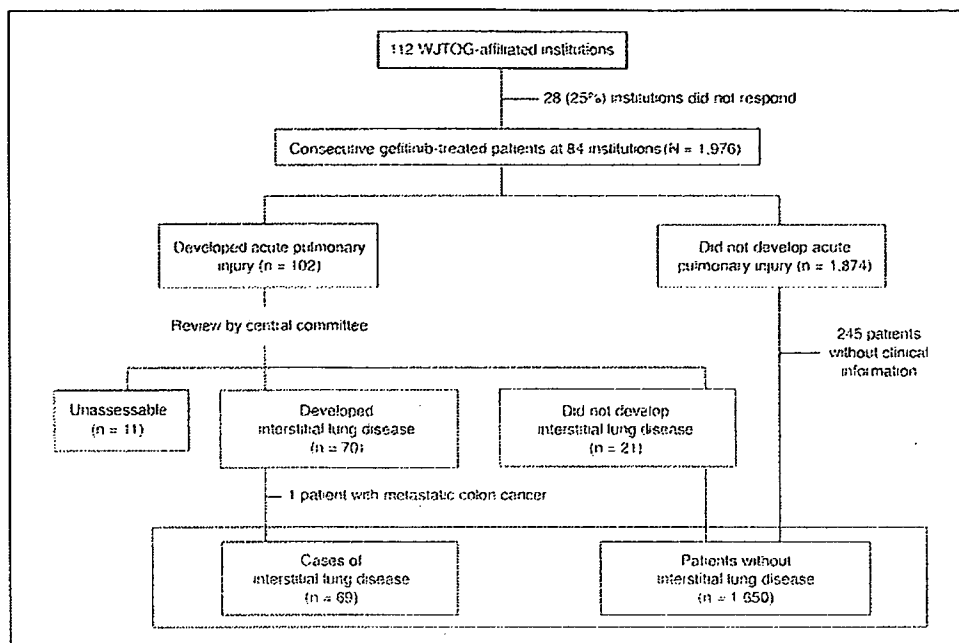 112 WJTOG-affiliated institutions
28 (25%) institutions did not respond
Consecutive gefitinib-treated patients at 84 institutions (N = 1,976)
Developed acute pulmonary
injury (n = 102)
Did not develop acute
pulmonary injury (n = 1,874)
Review by central committee
245 patients
without clinical
information
Unassessable
(n = 11)
Developed
interstitial lung disease
(n = 70)
Did not develop
interstitial lung disease
(n = 21)
1 patient with metastatic colon cancer
Cases of
interstitial lung disease
(n = 69)
Patients without
interstitial lung disease
(n = 1,650)